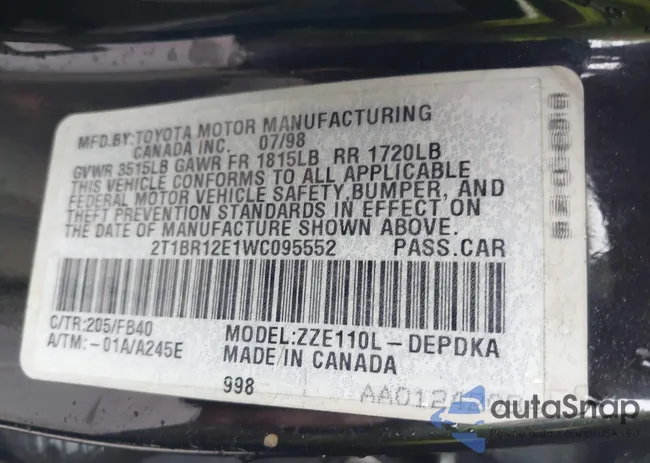 MFD.BY:TOYOTA MOTOR MANUFACTURING
CANADA INC. 07/98
GVWR 3515LB GAWR FR 1815LB RR 1720LB
THIS VEHICLE CONFORMS TO ALL APPLICABLE
FEDERAL MOTOR VEHICLE SAFETY,BUMPER, AND
THEFT PREVENTION STANDARDS IN EFFECT ON
THE DATE OF MANUFACTURE SHOWN ABOVE.
2T1BR12E1WC095552 PASS.CAR
C/TR:205/FB40 MODEL:ZZE110L-DEPDKA
A/TM:-01A/A245E MADE IN CANADA
998
autaSnap